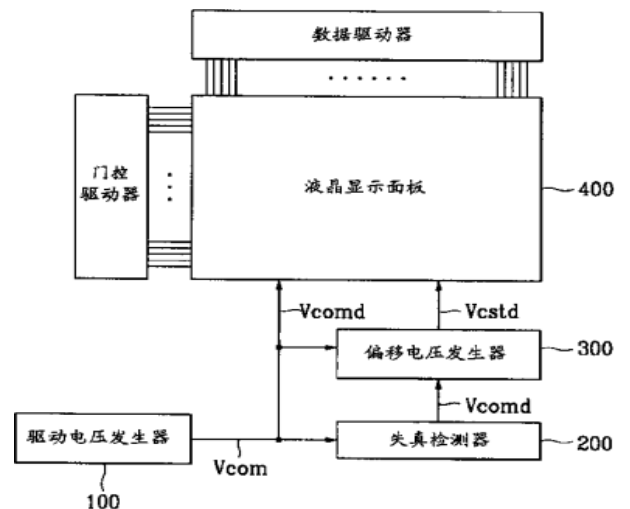 数据驱动器
门控
驱动器
液晶显示面板
400
Vcomd
Vcstd
偏移电压发生器
300
Vcomd
驱动电压发生器
失真检测器
200
Vcom
100